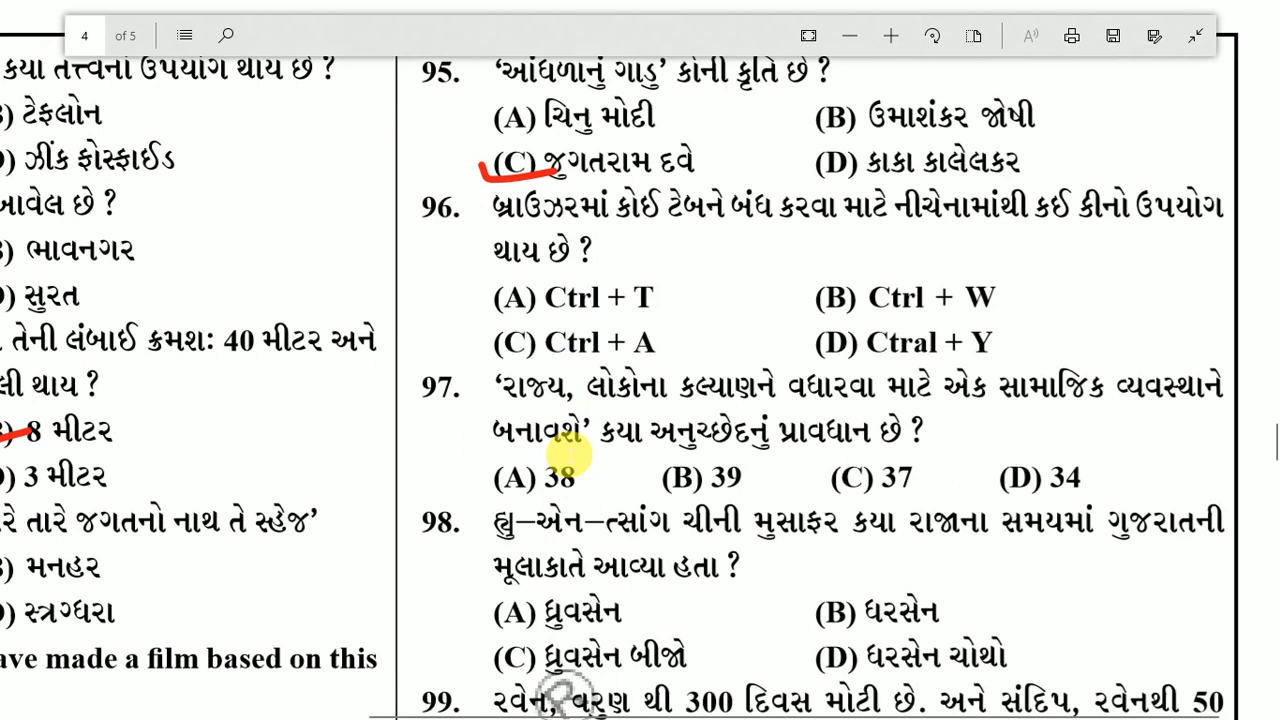 4 of 5
કયા તત્ત્વનો ઉપયોગ થાય છે ?
) ટેફલોન
) ઝીંક ફોસ્ફાઈડ
આવેલ છે ?
) ભાવનગર
) સુરત
તેની લંબાઈ ક્રમશઃ 40 મીટર અને
લી થાય ?
) 8 મીટર
) 3 મીટર
રે તારે જગતનો નાથ તે સ્હેજ’
) મનહર
) સ્ત્રગ્ધરા
ave made a film based on this
95. ‘આંધળાનું ગાડુ’ કોની કૃતિ છે ?
(A) ચિનુ મોદી (B) ઉમાશંકર જોષી
(C) જુગતરામ દવે (D) કાકા કાલેલકર
96. બ્રાઉઝરમાં કોઈ ટેબને બંધ કરવા માટે નીચેનામાંથી કઈ કીનો ઉપયોગ
થાય છે ?
(A) Ctrl + T (B) Ctrl + W
(C) Ctrl + A (D) Ctral + Y
97. ‘રાજ્ય, લોકોના કલ્યાણને વધારવા માટે એક સામાજિક વ્યવસ્થાને
બનાવશે’ કયા અનુચ્છેદનું પ્રાવધાન છે ?
(A) 38 (B) 39 (C) 37 (D) 34
98. હ્યુ–એન–ત્સાંગ ચીની મુસાફર કયા રાજાના સમયમાં ગુજરાતની
મૂલાકાતે આવ્યા હતા ?
(A) ધ્રુવસેન (B) ધરસેન
(C) ધ્રુવસેન બીજો (D) ધરસેન ચોથો
99. રવેન, વરુણ થી 300 દિવસ મોટી છે. અને સંદિપ, રવેનથી 50